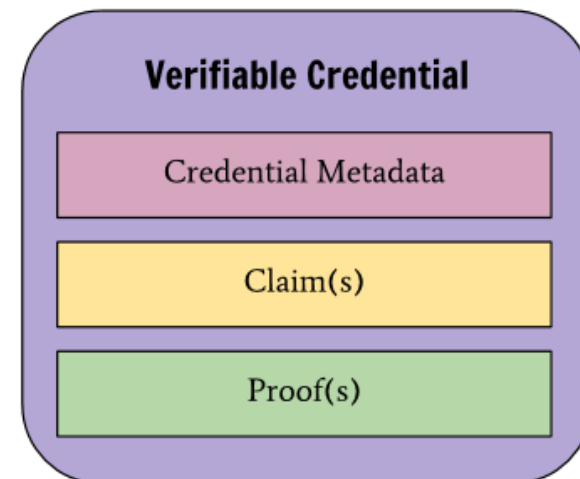 Verifiable Credential
Credential Metadata
Claim(s)
Proof(s)